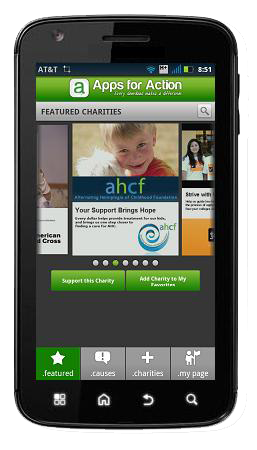 AT&T
8:51
a
Apps for Action
Every download makes a difference
FEATURED CHARITIES
ahcf
Alternating Hemiplegia of Childhood Foundation
Your Support Brings Hope
Every dollar helps provide treatment for our kids,
and brings us one step closer to
finding a cure for AHC
ahcf
merican
d Cross
Strive with
Support this Charity
Add Charity to My
Favorites
.featured
.causes
.charities
.my page